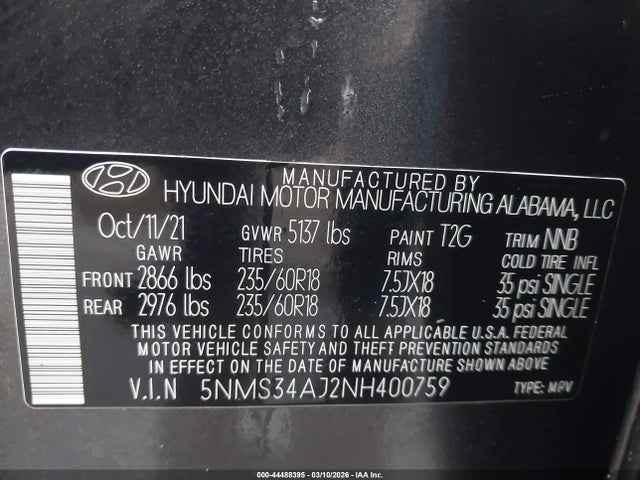 MANUFACTURED BY
HYUNDAI MOTOR MANUFACTURING ALABAMA, LLC
Oct/11/21 GVWR 5137 lbs PAINT T2G TRIM NNB
GAWR TIRES RIMS COLD TIRE INFL
FRONT 2866 lbs 235/60R18 7.5JX18 35 psi SINGLE
REAR 2976 lbs 235/60R18 7.5JX18 35 psi SINGLE
THIS VEHICLE CONFORMS TO ALL APPLICABLE U.S.A. FEDERAL
MOTOR VEHICLE SAFETY AND THEFT PREVENTION STANDARDS
IN EFFECT ON THE DATE OF MANUFACTURE SHOWN ABOVE.
V.I.N 5NMS34AJ2NH400759 TYPE: MPV
000-44488395 - 03/10/2026 - IAA Inc.